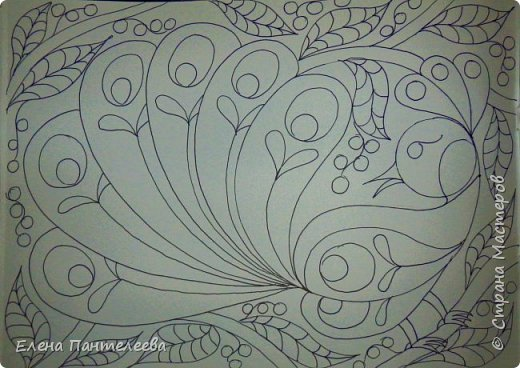 Елена Пантелеева
© Страна Мастеров